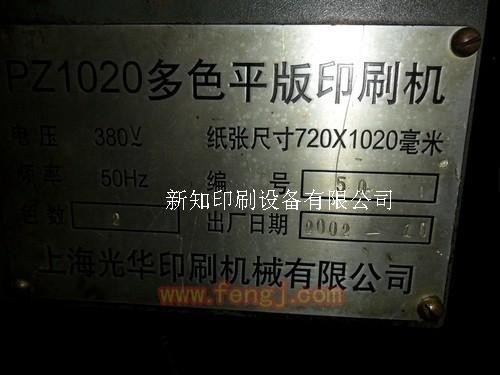 PZ1020多色平版印刷机
电压 380V 纸张尺寸720X1020毫米
频率 50Hz 编号 50
新知印刷设备有限公司
数 2 出厂日期 2002-11
上海光华印刷机械有限公司
www.fengj.com